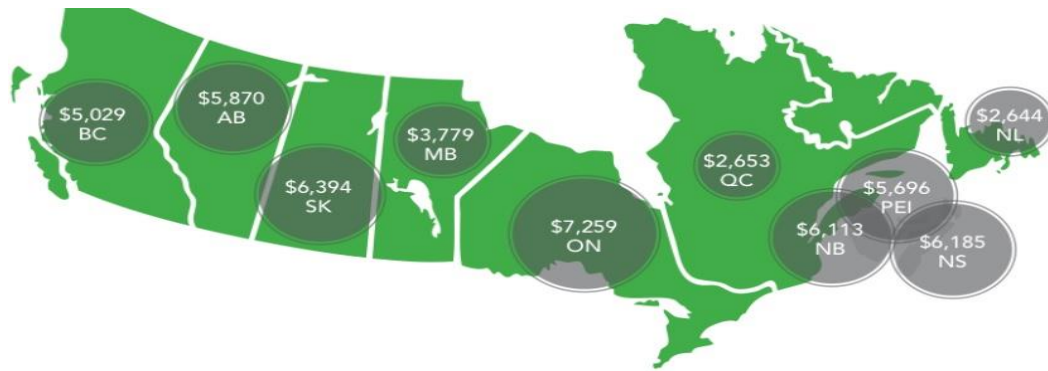 $5,029
BC
$5,870
AB
$6,394
SK
$3,779
MB
$7,259
ON
$2,653
QC
$6,113
NB
$5,696
PEI
$6,185
NS
$2,644
NL